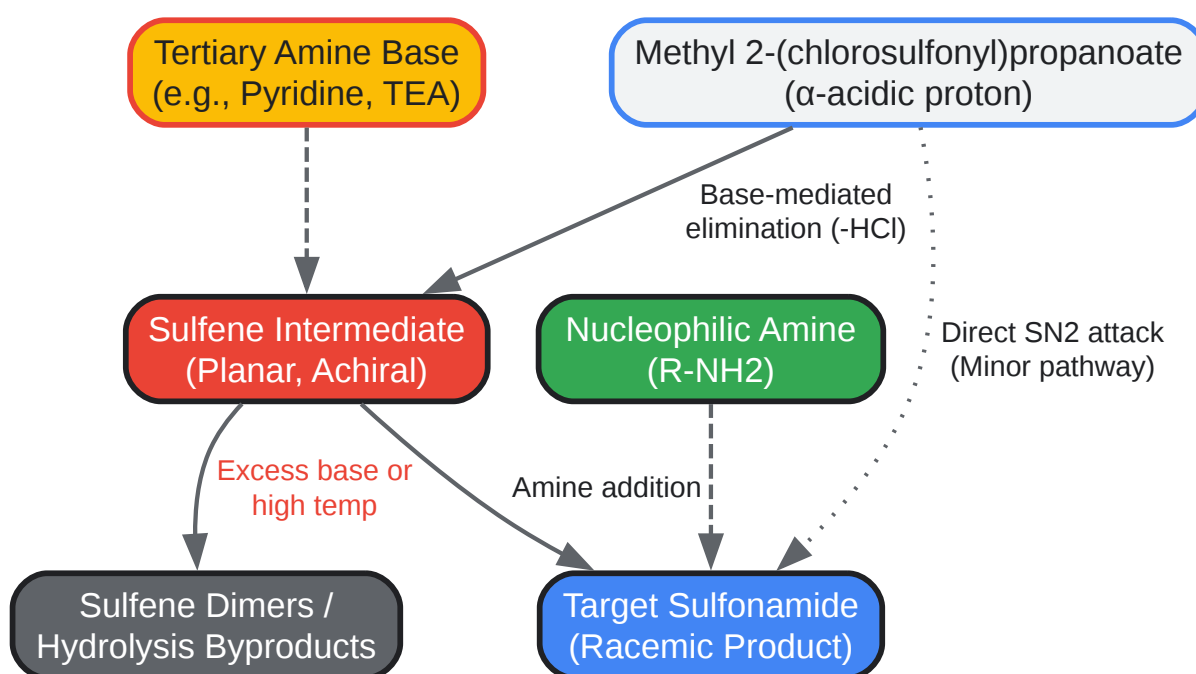 Tertiary Amine Base
(e.g., Pyridine, TEA)
Methyl 2-(chlorosulfonyl)propanoate
(α-acidic proton)
Base-mediated
elimination (-HCl)
Sulfene Intermediate
(Planar, Achiral)
Nucleophilic Amine
(R-NH2)
Direct SN2 attack
(Minor pathway)
Excess base or
high temp
Amine addition
Sulfene Dimers /
Hydrolysis Byproducts
Target Sulfonamide
(Racemic Product)